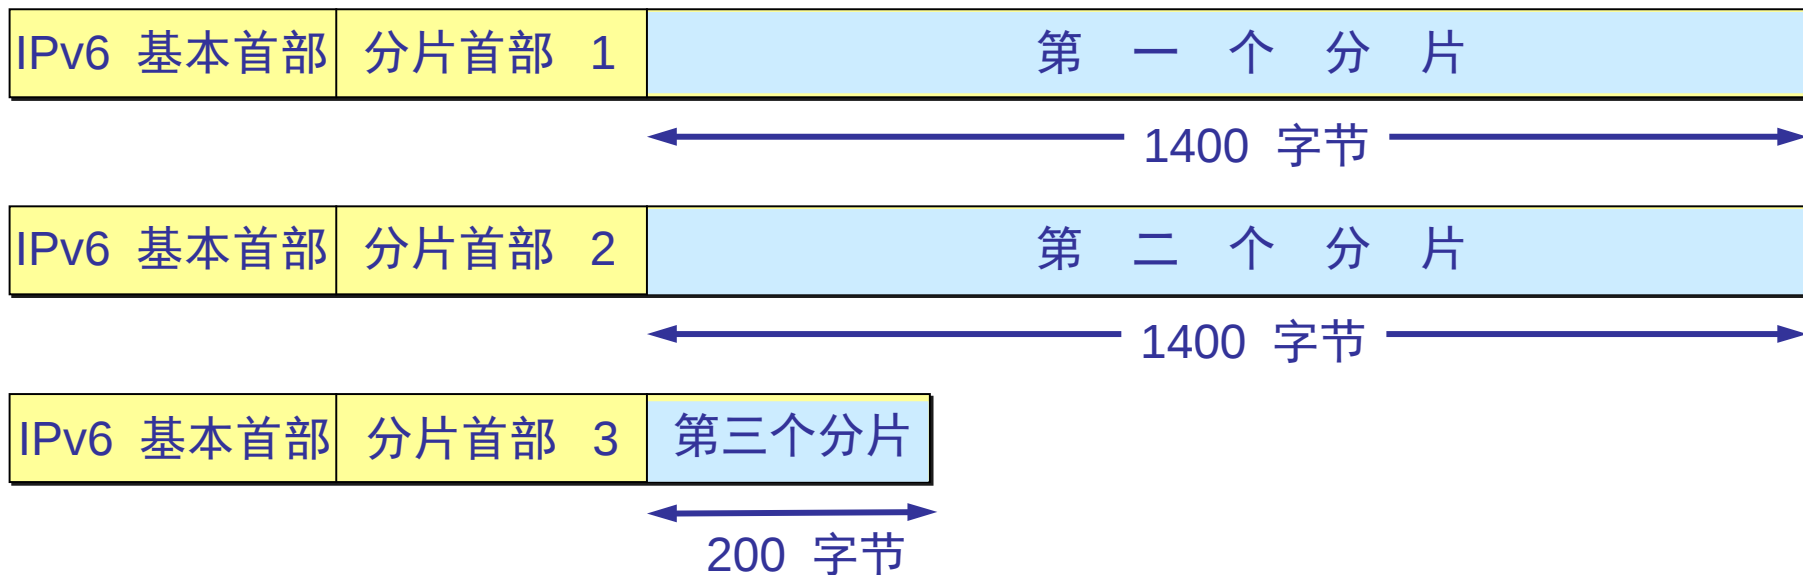 IPv6 基本首部 分片首部 1 第一个分片
1400 字节
IPv6 基本首部 分片首部 2 第二个分片
1400 字节
IPv6 基本首部 分片首部 3 第三个分片
200 字节